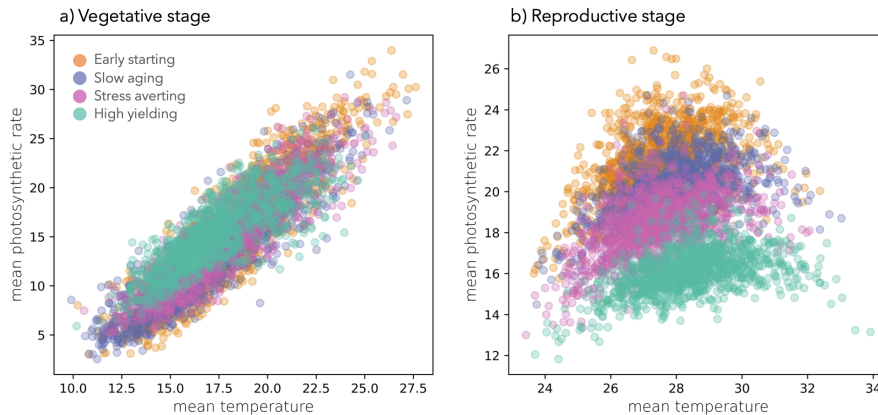 a) Vegetative stage
35
30
25
20
15
10
5
mean photosynthetic rate
Early starting
Slow aging
Stress averting
High yielding
10.0 12.5 15.0 17.5 20.0 22.5 25.0 27.5
mean temperature
b) Reproductive stage
26
24
22
20
18
16
14
12
mean photosynthetic rate
24 26 28 30 32 34
mean temperature